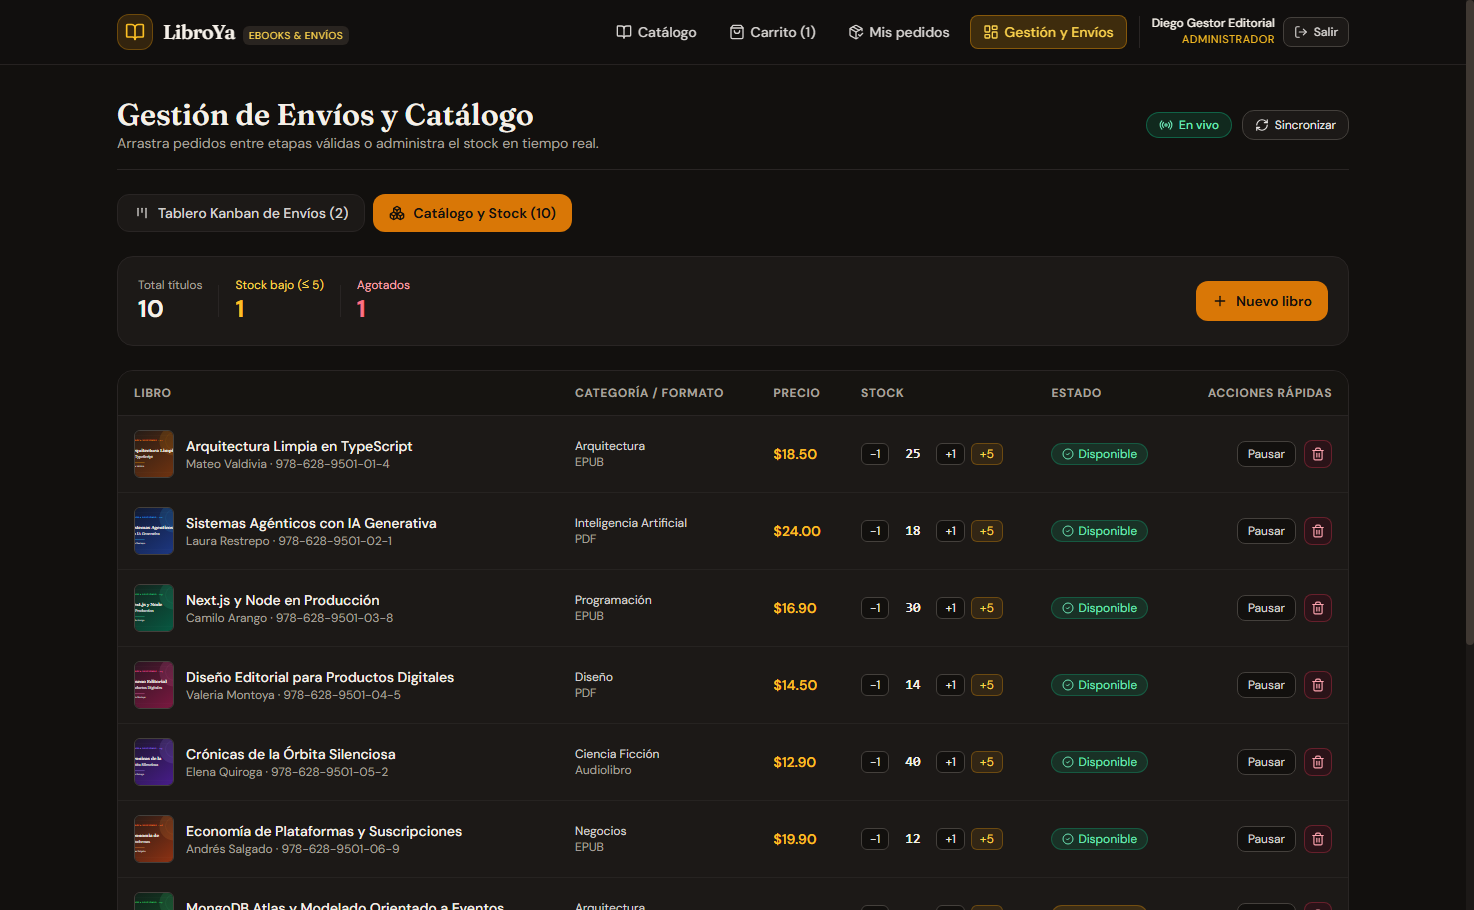 LibroYa EBOOKS & ENVÍOS
Catálogo
Carrito (1)
Mis pedidos
Gestión y Envíos
Diego Gestor Editorial
ADMINISTRADOR
Salir
Gestión de Envíos y Catálogo
Arrastra pedidos entre etapas válidas o administra el stock en tiempo real.
En vivo
Sincronizar
Tablero Kanban de Envíos (2)
Catálogo y Stock (10)
Total títulos
10
Stock bajo (≤ 5)
1
Agotados
1
+ Nuevo libro
LIBRO CATEGORÍA / FORMATO PRECIO STOCK ESTADO ACCIONES RÁPIDAS
Arquitectura Limpia en TypeScript
Mateo Valdivia · 978-628-9501-01-4
Arquitectura
EPUB
$18.50
-1 25 +1 +5
Disponible
Pausar
Sistemas Agénticos con IA Generativa
Laura Restrepo · 978-628-9501-02-1
Inteligencia Artificial
PDF
$24.00
-1 18 +1 +5
Disponible
Pausar
Next.js y Node en Producción
Camilo Arango · 978-628-9501-03-8
Programación
EPUB
$16.90
-1 30 +1 +5
Disponible
Pausar
Diseño Editorial para Productos Digitales
Valeria Montoya · 978-628-9501-04-5
Diseño
PDF
$14.50
-1 14 +1 +5
Disponible
Pausar
Crónicas de la Órbita Silenciosa
Elena Quiroga · 978-628-9501-05-2
Ciencia Ficción
Audiolibro
$12.90
-1 40 +1 +5
Disponible
Pausar
Economía de Plataformas y Suscripciones
Andrés Salgado · 978-628-9501-06-9
Negocios
EPUB
$19.90
-1 12 +1 +5
Disponible
Pausar
MongoDB Atlas y Modelado Orientado a Eventos
Arquitectura